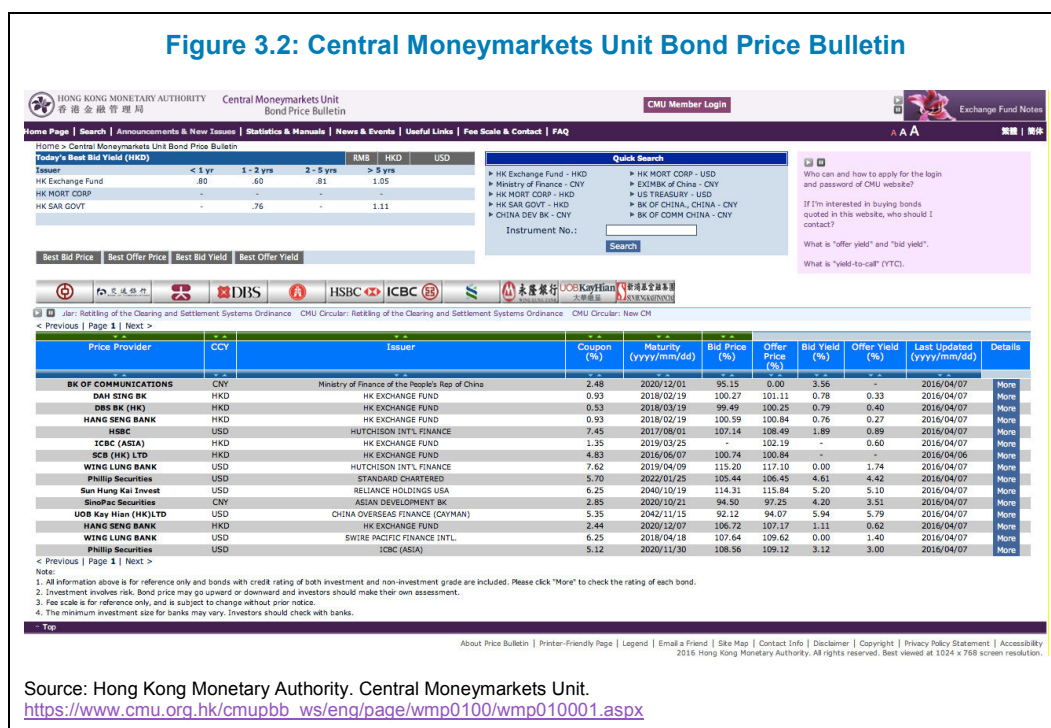 Figure 3.2: Central Moneymarkets Unit Bond Price Bulletin
HONG KONG MONETARY AUTHORITY
香港金融管理局
Central Moneymarkets Unit
Bond Price Bulletin
CMU Member Login
Exchange Fund Notes
Home Page | Search | Announcements & New Issues | Statistics & Manuals | News & Events | Useful Links | Fee Scale & Contact | FAQ
A A A
繁體 | 简体
Home > Central Moneymarkets Unit Bond Price Bulletin
Today's Best Bid Yield (HKD) RMB HKD USD
Issuer < 1 yr 1 - 2 yrs 2 - 5 yrs > 5 yrs
HK Exchange Fund .80 .60 .81 1.05
HK MORT CORP - - - -
HK SAR GOVT - .76 - 1.11
Best Bid Price Best Offer Price Best Bid Yield Best Offer Yield
Quick Search
HK Exchange Fund - HKD HK MORT CORP - USD
Ministry of Finance - CNY EXIMBK of China - CNY
HK MORT CORP - HKD US TREASURY - USD
HK SAR GOVT - HKD BK OF CHINA., CHINA - CNY
CHINA DEV BK - CNY BK OF COMM CHINA - CNY
Instrument No.:
Search
Who can and how to apply for the login
and password of CMU website?
If I'm interested in buying bonds
quoted in this website, who should I
contact?
What is "offer yield" and "bid yield".
What is "yield-to-call" (YTC).
DBS HSBC ICBC 永隆銀行 WING LUNG BANK UOBKayHian 大華繼顯 新鴻基金融集團
ular: Retitling of the Clearing and Settlement Systems Ordinance CMU Circular: Retitling of the Clearing and Settlement Systems Ordinance CMU Circular: New CM
< Previous | Page 1 | Next >
Price Provider CCY Issuer Coupon (%) Maturity (yyyy/mm/dd) Bid Price (%) Offer Price (%) Bid Yield (%) Offer Yield (%) Last Updated (yyyy/mm/dd) Details
BK OF COMMUNICATIONS CNY Ministry of Finance of the People's Rep of China 2.48 2020/12/01 95.15 0.00 3.56 - 2016/04/07 More
DAH SING BK HKD HK EXCHANGE FUND 0.93 2018/02/19 100.27 101.11 0.78 0.33 2016/04/07 More
DBS BK (HK) HKD HK EXCHANGE FUND 0.53 2018/03/19 99.49 100.25 0.79 0.40 2016/04/07 More
HANG SENG BANK HKD HK EXCHANGE FUND 0.93 2018/02/19 100.59 100.84 0.76 0.27 2016/04/07 More
HSBC USD HUTCHISON INT'L FINANCE 7.45 2017/08/01 107.14 108.49 1.89 0.89 2016/04/07 More
ICBC (ASIA) HKD HK EXCHANGE FUND 1.35 2019/03/25 - 102.19 - 0.60 2016/04/07 More
SCB (HK) LTD HKD HK EXCHANGE FUND 4.83 2016/06/07 100.74 100.84 - - 2016/04/06 More
WING LUNG BANK USD HUTCHISON INT'L FINANCE 7.62 2019/04/09 115.20 117.10 0.00 1.74 2016/04/07 More
Phillip Securities USD STANDARD CHARTERED 5.70 2022/01/25 105.44 106.45 4.61 4.42 2016/04/07 More
Sun Hung Kai Invest USD RELIANCE HOLDINGS USA 6.25 2040/10/19 114.31 115.84 5.20 5.10 2016/04/07 More
SinoPac Securities CNY ASIAN DEVELOPMENT BK 2.85 2020/10/21 94.50 97.25 4.20 3.51 2016/04/07 More
UOB Kay Hian (HK)LTD USD CHINA OVERSEAS FINANCE (CAYMAN) 5.35 2042/11/15 92.12 94.07 5.94 5.79 2016/04/07 More
HANG SENG BANK HKD HK EXCHANGE FUND 2.44 2020/12/07 106.72 107.17 1.11 0.62 2016/04/07 More
WING LUNG BANK USD SWIRE PACIFIC FINANCE INTL. 6.25 2018/04/18 107.64 109.62 0.00 1.40 2016/04/07 More
Phillip Securities USD ICBC (ASIA) 5.12 2020/11/30 108.56 109.12 3.12 3.00 2016/04/07 More
< Previous | Page 1 | Next >
Note:
1. All information above is for reference only and bonds with credit rating of both investment and non-investment grade are included. Please click "More" to check the rating of each bond.
2. Investment involves risk. Bond price may go upward or downward and investors should make their own assessment.
3. Fee scale is for reference only, and is subject to change without prior notice.
4. The minimum investment size for banks may vary. Investors should check with banks.
Top
About Price Bulletin | Printer-Friendly Page | Legend | Email a Friend | Site Map | Contact Info | Disclaimer | Copyright | Privacy Policy Statement | Accessibility
2016 Hong Kong Monetary Authority. All rights reserved. Best viewed at 1024 x 768 screen resolution.
Source: Hong Kong Monetary Authority. Central Moneymarkets Unit.
https://www.cmu.org.hk/cmupbb_ws/eng/page/wmp0100/wmp010001.aspx